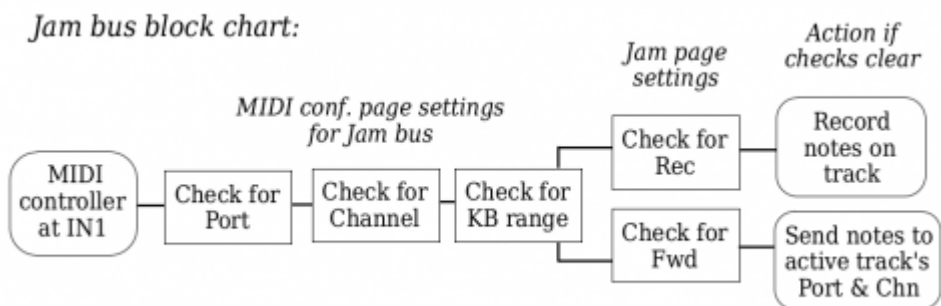 Jam bus block chart:
Action if
checks clear
Jam page
settings
MIDI conf. page settings
for Jam bus
MIDI
controller
at IN1
Check for
Port
Check for
Channel
Check for
KB range
Check for
Rec
Record
notes on
track
Check for
Fwd
Send notes to
active track's
Port & Chn